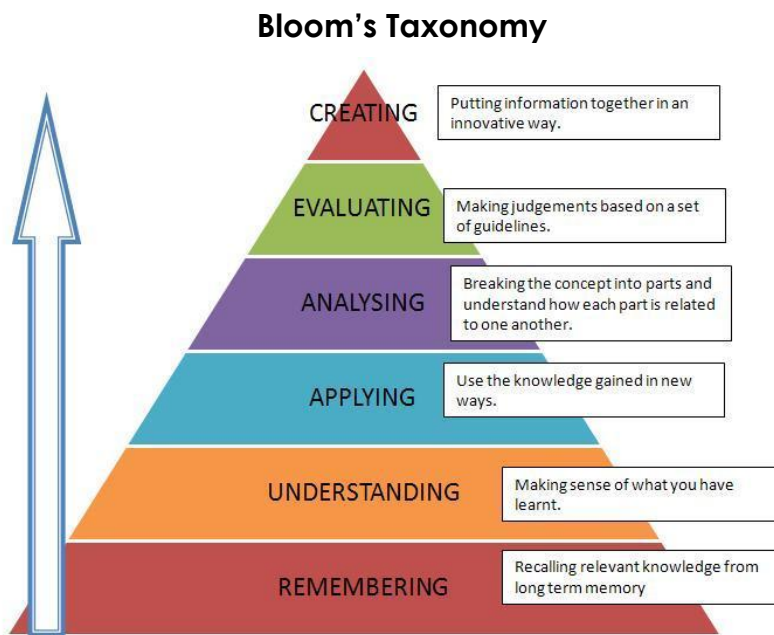 Bloom’s Taxonomy
CREATING
Putting information together in an
innovative way.
EVALUATING
Making judgements based on a set
of guidelines.
ANALYSING
Breaking the concept into parts and
understand how each part is related
to one another.
APPLYING
Use the knowledge gained in new
ways.
UNDERSTANDING
Making sense of what you have
learnt.
REMEMBERING
Recalling relevant knowledge from
long term memory